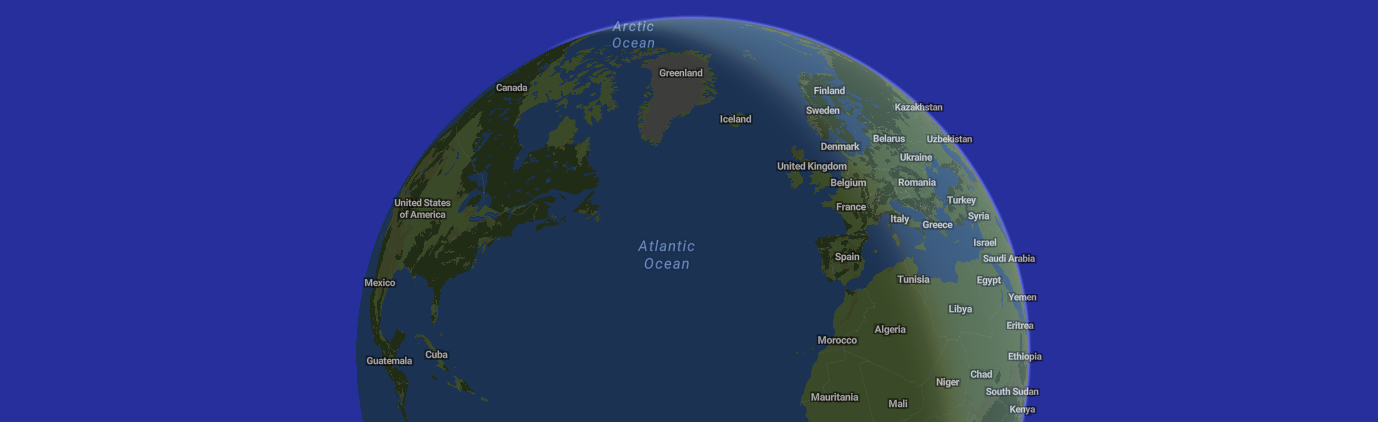 Arctic
Ocean
Greenland
Canada
Finland
Kazakhstan
Sweden
Iceland
Belarus
Uzbekistan
Denmark
Ukraine
United Kingdom
Belgium
Romania
Turkey
United States
of America
France
Syria
Italy
Greece
Israel
Atlantic
Ocean
Spain
Saudi Arabia
Mexico
Tunisia
Egypt
Yemen
Libya
Eritrea
Algeria
Morocco
Cuba
Guatemala
Ethiopia
Chad
Niger
South Sudan
Mauritania
Mali
Kenya